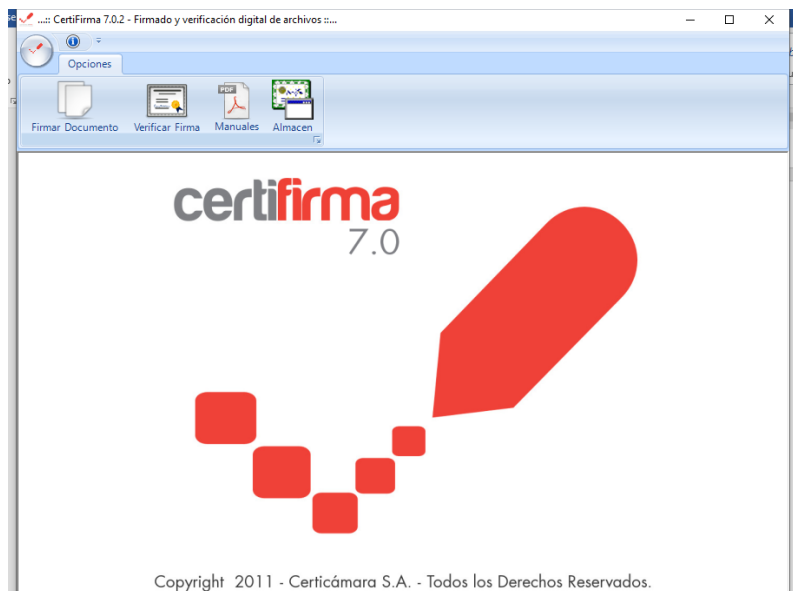 ...:: CertiFirma 7.0.2 - Firmado y verificación digital de archivos ::...
Opciones
PDF
Firmar Documento Verificar Firma Manuales Almacen
certifirma
7.0
Copyright 2011 - Certicámara S.A. - Todos los Derechos Reservados.